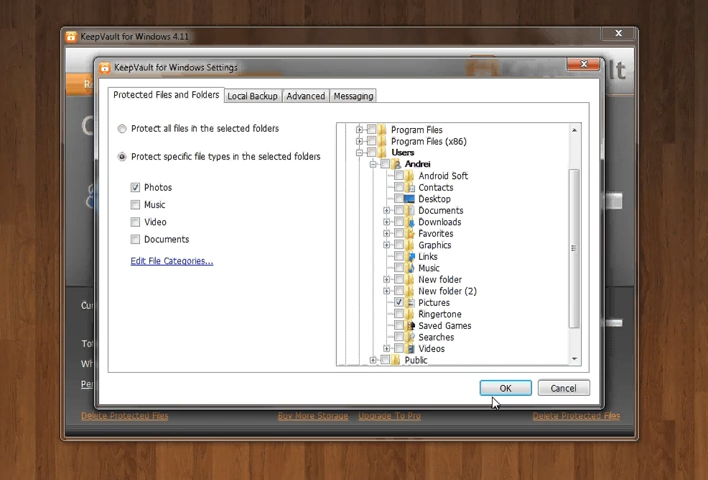 KeepVault for Windows 4.11
KeepVault for Windows Settings
Protected Files and Folders
Local Backup
Advanced
Messaging
Protect all files in the selected folders
Protect specific file types in the selected folders
Photos
Music
Video
Documents
Edit File Categories...
Program Files
Program Files (x86)
Users
Andrei
Android Soft
Contacts
Desktop
Documents
Downloads
Favorites
Graphics
Links
Music
New folder
New folder (2)
Pictures
Ringertone
Saved Games
Searches
Videos
Public
OK
Cancel
Delete Protected Files
Buy More Storage
Upgrade To Pro
Delete Protected Files